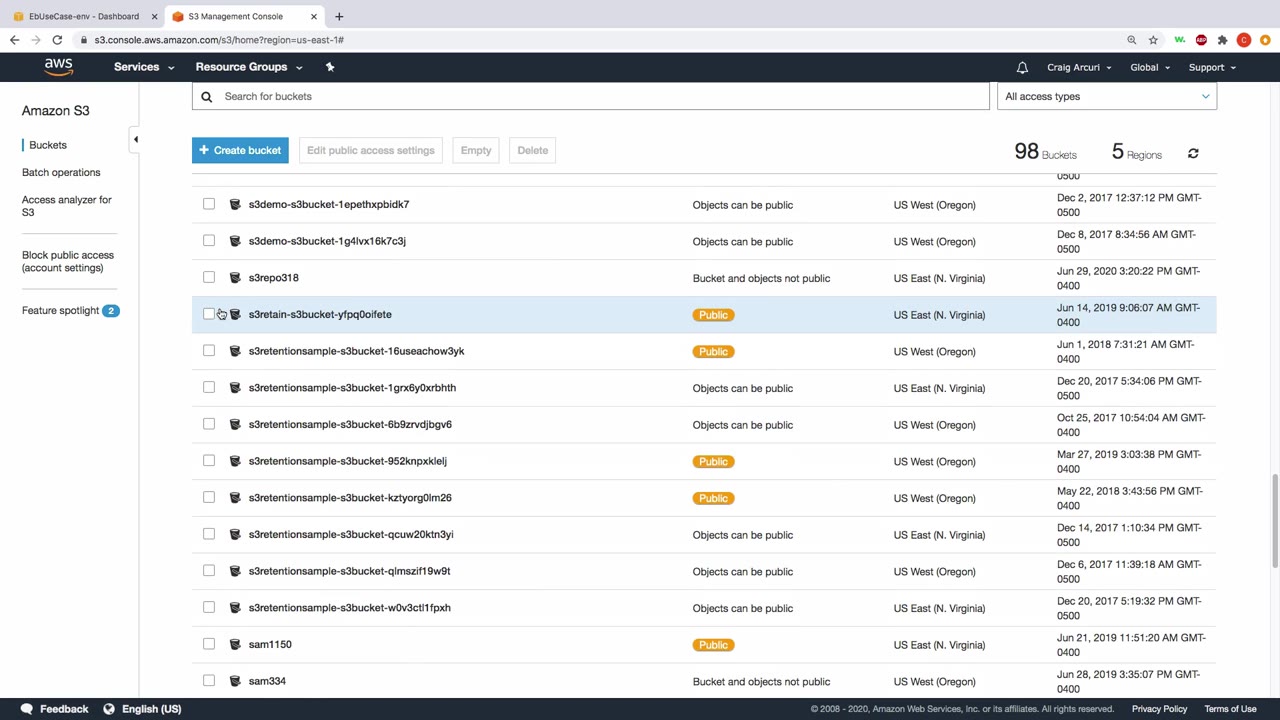 EbUseCase-env - Dashboard
S3 Management Console
s3.console.aws.amazon.com/s3/home?region=us-east-1#
W.
ABP
C
aws
Services
Resource Groups
Craig Arcuri
Global
Support
Amazon S3
Buckets
Batch operations
Access analyzer for
S3
Block public access
(account settings)
Feature spotlight 2
Search for buckets
All access types
+ Create bucket
Edit public access settings
Empty
Delete
98 Buckets
5 Regions
0500
s3demo-s3bucket-1epethxpbidk7 Objects can be public US West (Oregon) Dec 2, 2017 12:37:12 PM GMT-
0500
s3demo-s3bucket-1g4lvx16k7c3j Objects can be public US West (Oregon) Dec 8, 2017 8:34:56 AM GMT-
0500
s3repo318 Bucket and objects not public US East (N. Virginia) Jun 29, 2020 3:20:22 PM GMT-
0400
s3retain-s3bucket-yfpq0oifete Public US East (N. Virginia) Jun 14, 2019 9:06:07 AM GMT-
0400
s3retentionsample-s3bucket-16useachow3yk Public US West (Oregon) Jun 1, 2018 7:31:21 AM GMT-
0400
s3retentionsample-s3bucket-1grx6y0xrbhth Objects can be public US East (N. Virginia) Dec 20, 2017 5:34:06 PM GMT-
0500
s3retentionsample-s3bucket-6b9zrvdjbgv6 Objects can be public US West (Oregon) Oct 25, 2017 10:54:04 AM GMT-
0400
s3retentionsample-s3bucket-952knpxklelj Public US West (Oregon) Mar 27, 2019 3:03:38 PM GMT-
0400
s3retentionsample-s3bucket-kztyorg0lm26 Public US West (Oregon) May 22, 2018 3:43:56 PM GMT-
0400
s3retentionsample-s3bucket-qcuw20ktn3yi Objects can be public US East (N. Virginia) Dec 14, 2017 1:10:34 PM GMT-
0500
s3retentionsample-s3bucket-qlmszif19w9t Objects can be public US West (Oregon) Dec 6, 2017 11:39:18 AM GMT-
0500
s3retentionsample-s3bucket-w0v3ctl1fpxh Objects can be public US East (N. Virginia) Dec 20, 2017 5:19:32 PM GMT-
0500
sam1150 Public US East (N. Virginia) Jun 21, 2019 11:51:20 AM GMT-
0400
sam334 Bucket and objects not public US West (Oregon) Jun 28, 2019 3:35:07 PM GMT-
0400
Feedback
English (US)
© 2008 - 2020, Amazon Web Services, Inc. or its affiliates. All rights reserved.
Privacy Policy
Terms of Use